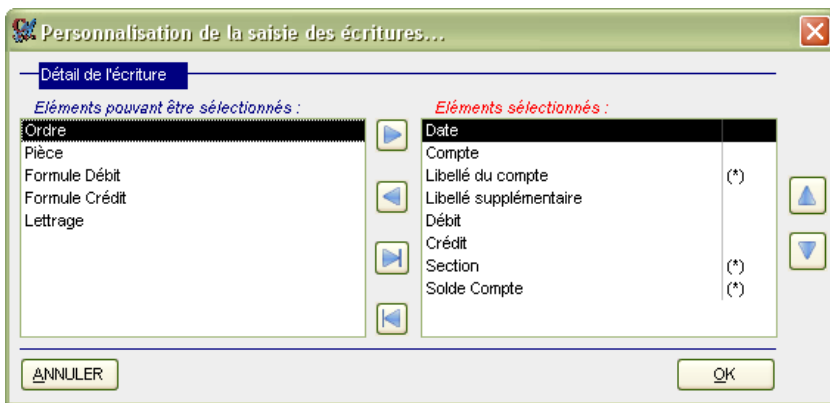 Personnalisation de la saisie des écritures...
Détail de l'écriture
Eléments pouvant être sélectionnés :
Ordre
Pièce
Formule Débit
Formule Crédit
Lettrage
Eléments sélectionnés :
Date
Compte
Libellé du compte (*)
Libellé supplémentaire
Débit
Crédit
Section (*)
Solde Compte (*)
ANNULER
OK